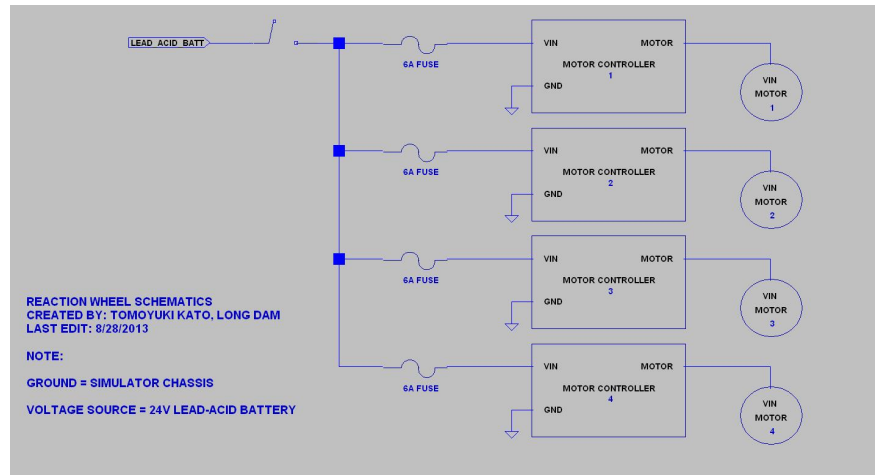 LEAD_ACID_BATT
6A FUSE
VIN MOTOR
MOTOR CONTROLLER
1
GND
VIN
MOTOR
1
6A FUSE
VIN MOTOR
MOTOR CONTROLLER
2
GND
VIN
MOTOR
2
6A FUSE
VIN MOTOR
MOTOR CONTROLLER
3
GND
VIN
MOTOR
3
6A FUSE
VIN MOTOR
MOTOR CONTROLLER
4
GND
VIN
MOTOR
4
REACTION WHEEL SCHEMATICS
CREATED BY: TOMOYUKI KATO, LONG DAM
LAST EDIT: 8/28/2013
NOTE:
GROUND = SIMULATOR CHASSIS
VOLTAGE SOURCE = 24V LEAD-ACID BATTERY